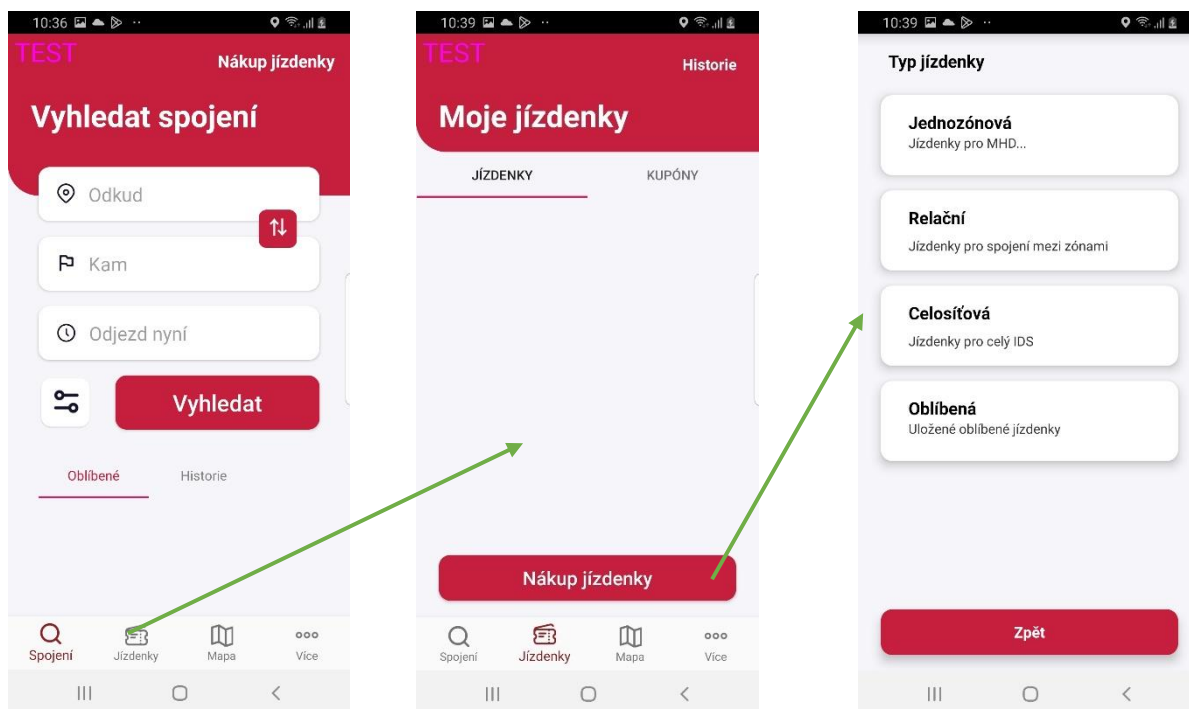 10:36
TEST
Nákup jízdenky
Vyhledat spojení
Odkud
Kam
Odjezd nyní
Vyhledat
Oblíbené
Historie
Spojení
Jízdenky
Mapa
Více
10:39
TEST
Historie
Moje jízdenky
JÍZDENKY
KUPÓNY
Nákup jízdenky
Spojení
Jízdenky
Mapa
Více
10:39
Typ jízdenky
Jednozónová
Jízdenky pro MHD...
Relační
Jízdenky pro spojení mezi zónami
Celosíťová
Jízdenky pro celý IDS
Oblíbená
Uložené oblíbené jízdenky
Zpět